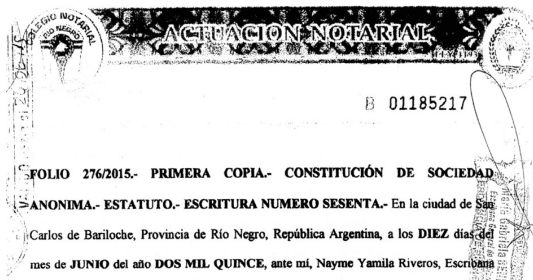 COLEGIO NOTARIAL
RIO NEGRO
ACTUACION NOTARIAL
B 01185217
FOLIO 276/2015.- PRIMERA COPIA.- CONSTITUCIÓN DE SOCIEDAD
ANONIMA.- ESTATUTO.- ESCRITURA NUMERO SESENTA.- En la ciudad de San
Carlos de Bariloche, Provincia de Río Negro, República Argentina, a los DIEZ días del
mes de JUNIO del año DOS MIL QUINCE, ante mí, Nayme Yamila Riveros, Escribana